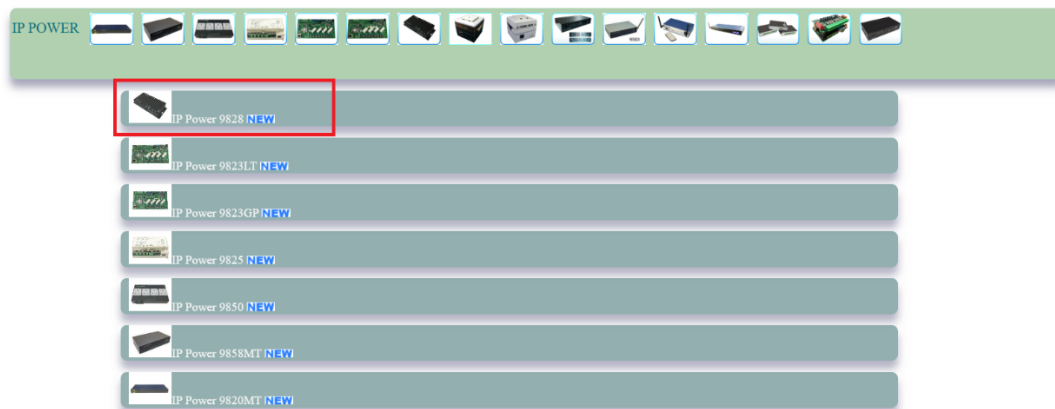 IP POWER
IP Power 9828 NEW
IP Power 9823LT NEW
IP Power 9823GP NEW
IP Power 9825 NEW
IP Power 9850 NEW
IP Power 9858MT NEW
IP Power 9820MT NEW